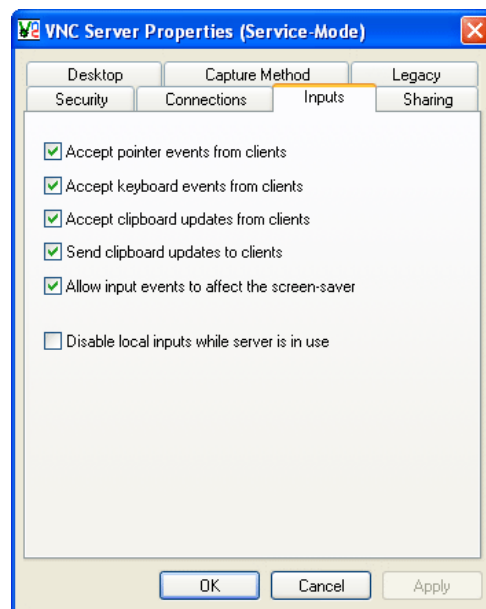 VNC Server Properties (Service-Mode)
Desktop Capture Method Legacy
Security Connections Inputs Sharing
Accept pointer events from clients
Accept keyboard events from clients
Accept clipboard updates from clients
Send clipboard updates to clients
Allow input events to affect the screen-saver
Disable local inputs while server is in use
OK Cancel Apply